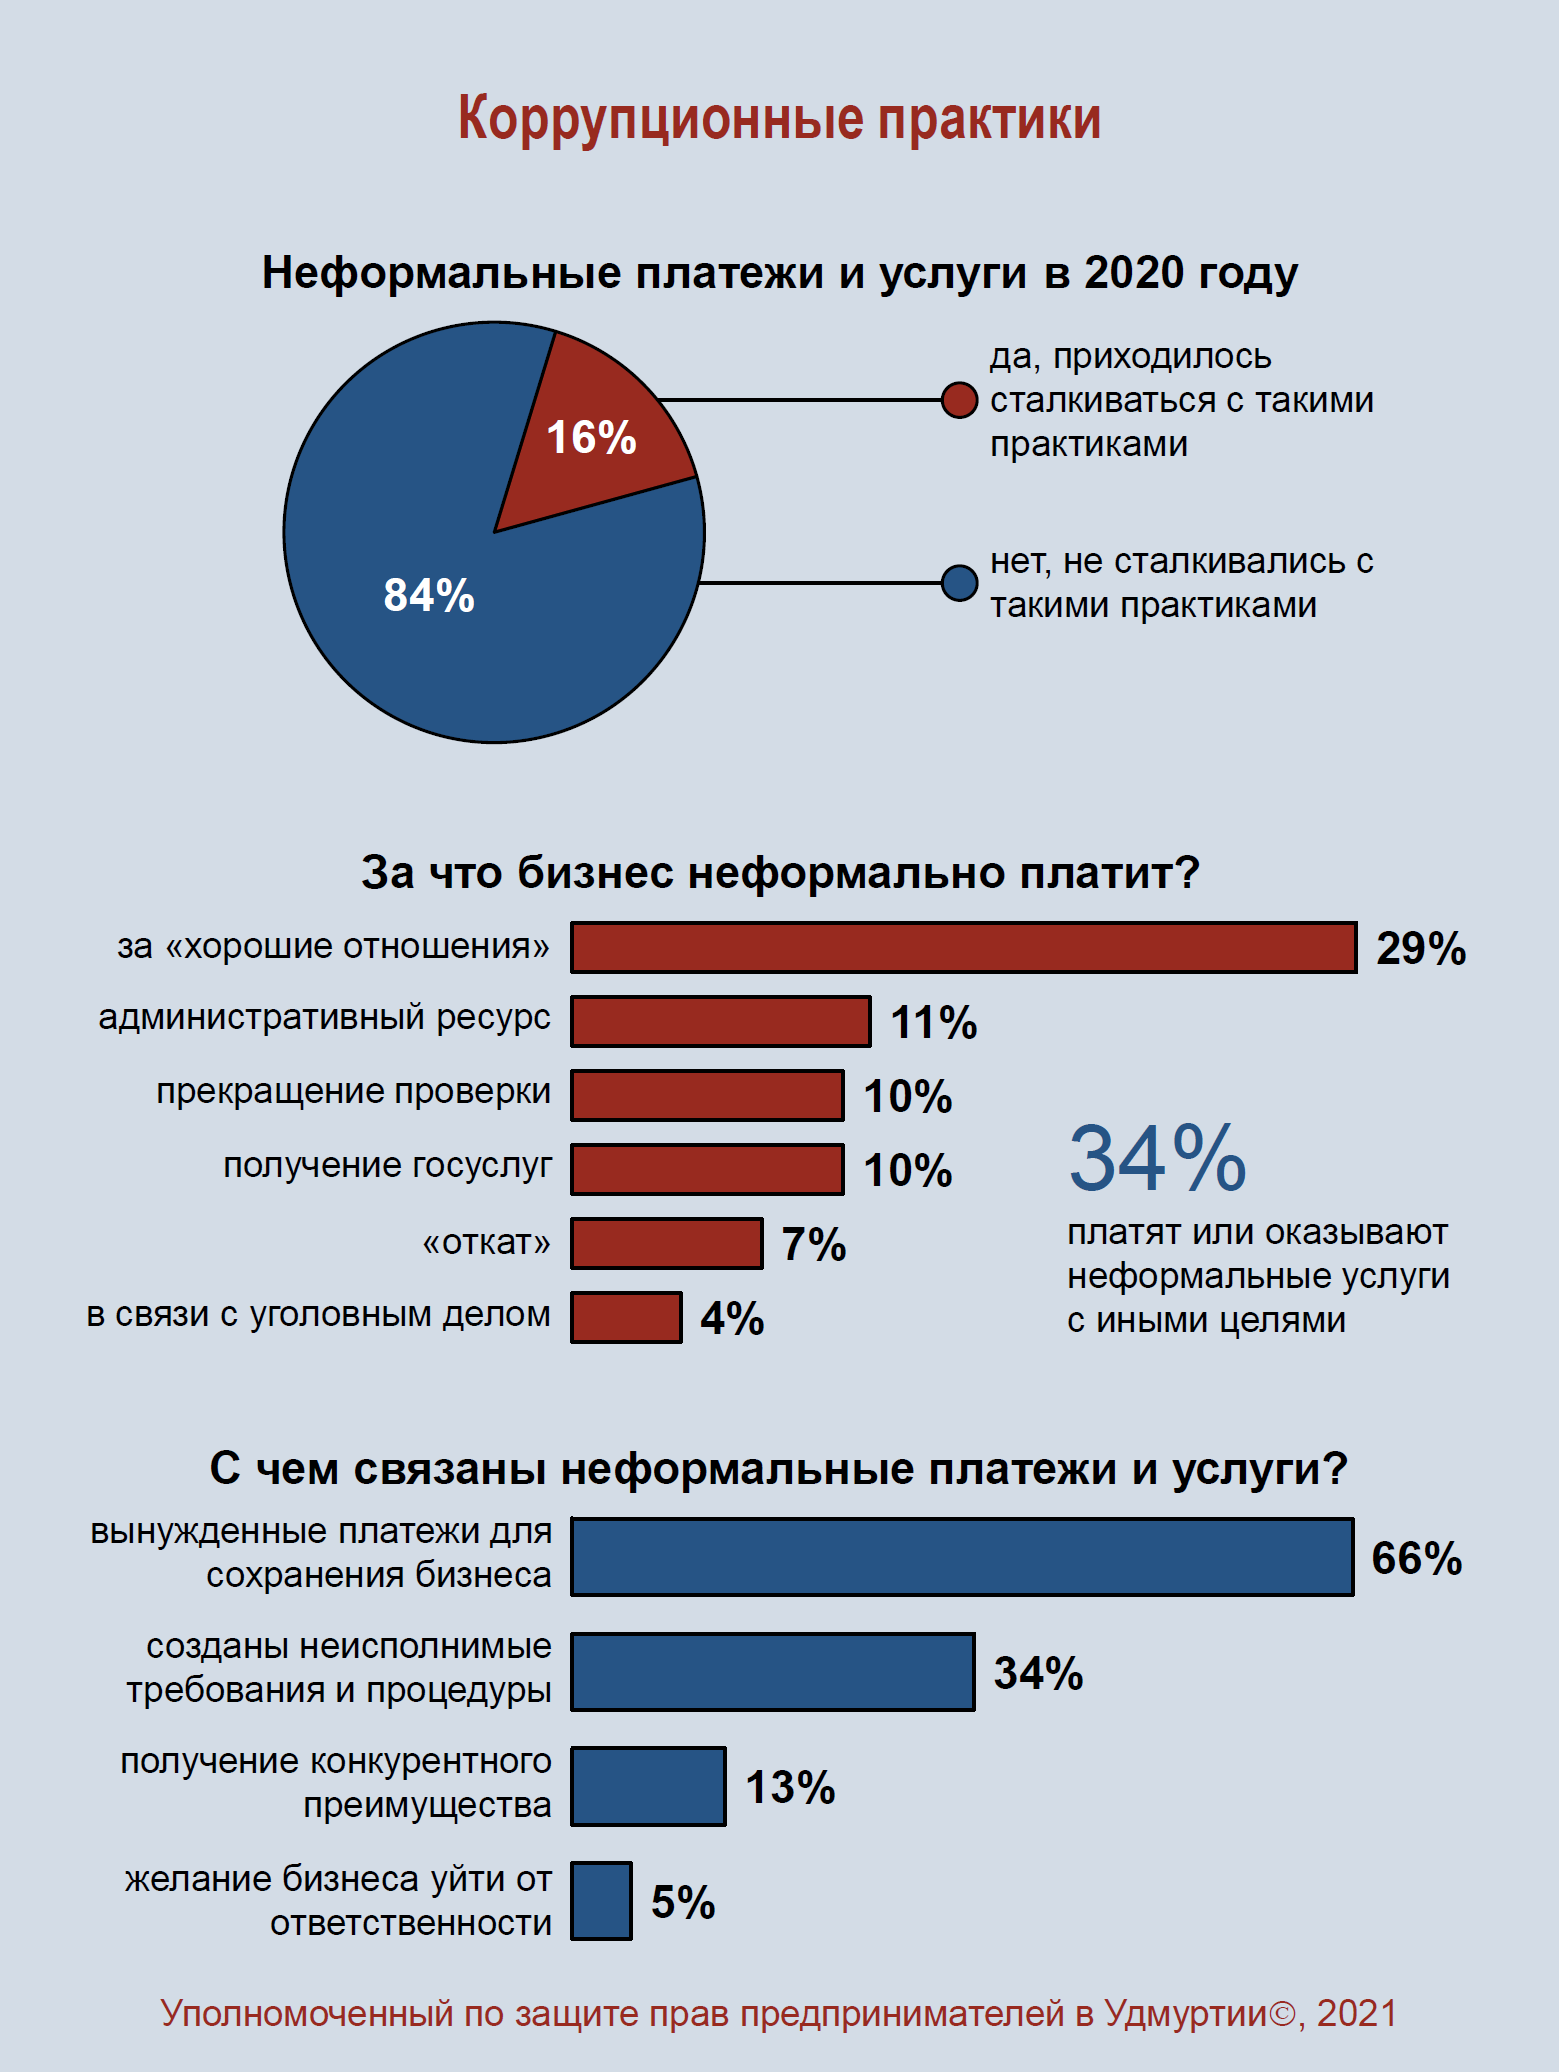 Коррупционные практики
Неформальные платежи и услуги в 2020 году
да, приходилось
сталкиваться с такими
практиками
16%
нет, не сталкивались с
такими практиками
84%
За что бизнес неформально платит?
за «хорошие отношения» 29%
административный ресурс 11%
прекращение проверки 10%
получение госуслуг 10%
«откат» 7%
в связи с уголовным делом 4%
34%
платят или оказывают
неформальные услуги
с иными целями
С чем связаны неформальные платежи и услуги?
вынужденные платежи для
сохранения бизнеса
66%
созданы неисполнимые
требования и процедуры
34%
получение конкурентного
преимущества
13%
желание бизнеса уйти от
ответственности
5%
Уполномоченный по защите прав предпринимателей в Удмуртии©, 2021